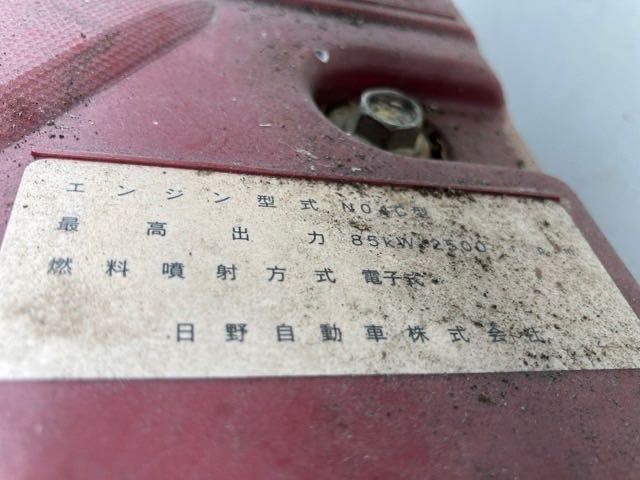 エンジン型式 N04C型
最高出力 85kW 2500
燃料噴射方式 電子式
日野自動車株式会社